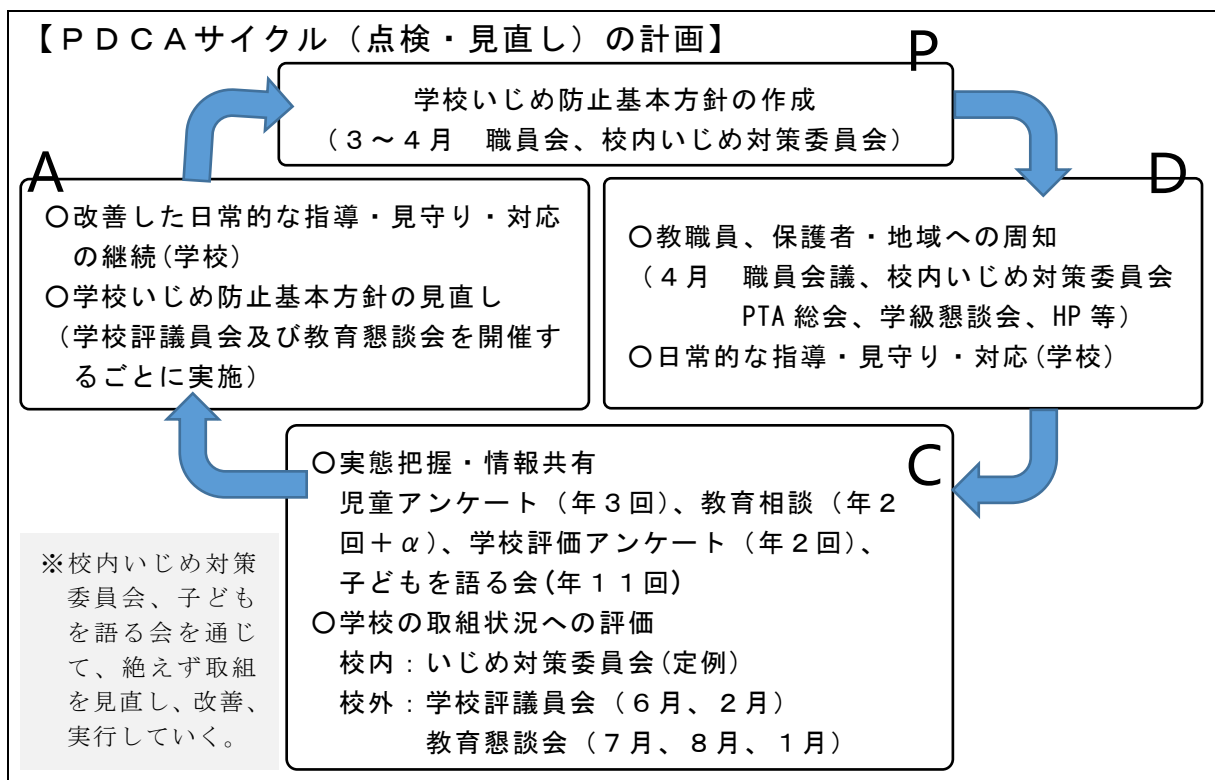 【ＰＤＣＡサイクル（点検・見直し）の計画】
P
学校いじめ防止基本方針の作成
（３～４月　職員会、校内いじめ対策委員会）
D
○教職員、保護者・地域への周知
（４月　職員会議、校内いじめ対策委員会
PTA総会、学級懇談会、HP等）
○日常的な指導・見守り・対応(学校)
C
○実態把握・情報共有
児童アンケート（年３回）、教育相談（年２
回＋α）、学校評価アンケート（年２回）、
子どもを語る会(年１１回)
○学校の取組状況への評価
校内：いじめ対策委員会(定例)
校外：学校評議員会（６月、２月）
教育懇談会（７月、８月、１月）
A
○改善した日常的な指導・見守り・対応
の継続(学校)
○学校いじめ防止基本方針の見直し
（学校評議員会及び教育懇談会を開催す
るごとに実施）
※校内いじめ対策
委員会、子ども
を語る会を通じ
て、絶えず取組
を見直し、改善、
実行していく。